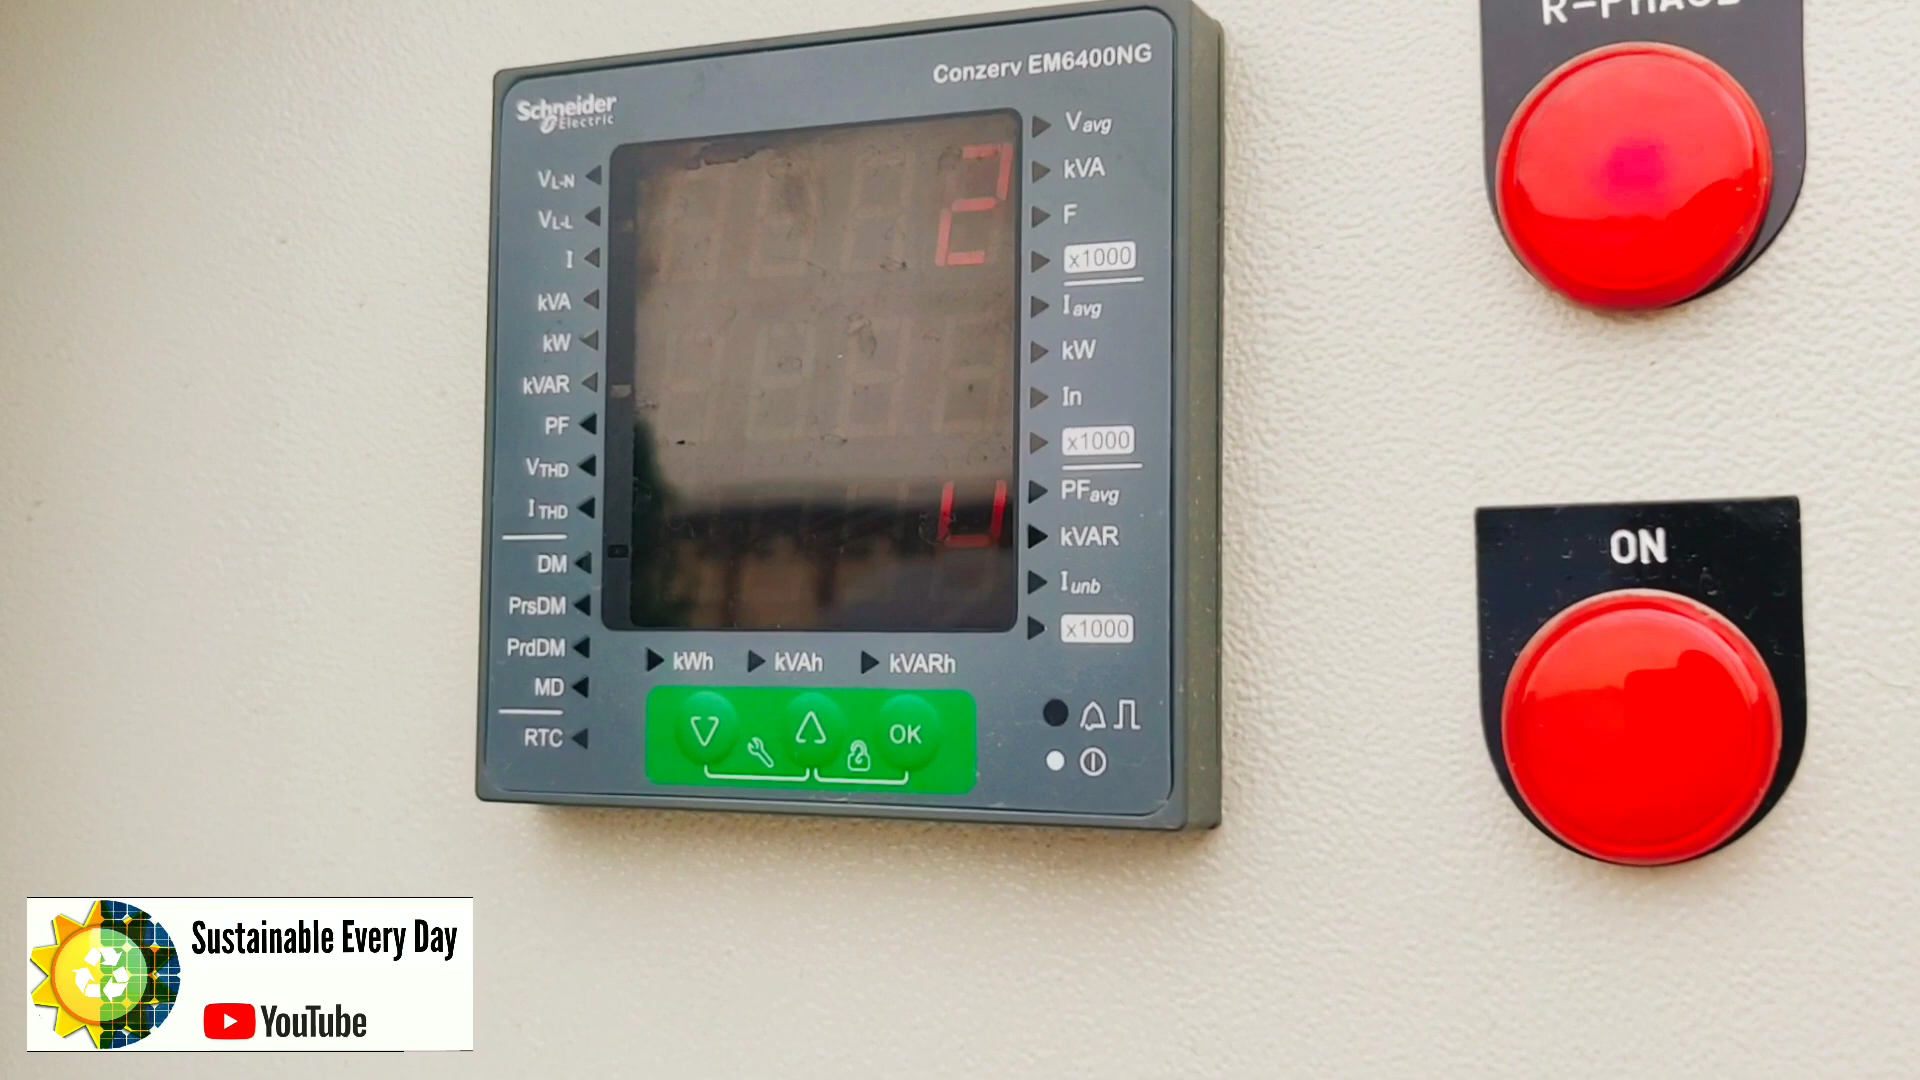 R-PHASE
Conzerv EM6400NG
Schneider
Electric
VL-N
VL-L
I
kVA
kW
kVAR
PF
VTHD
I THD
DM
PrsDM
PrdDM
MD
RTC
2
Vavg
kVA
F
x1000
Iavg
kW
In
x1000
PFavg
kVAR
Iunb
x1000
kWh
kVAh
kVARh
OK
ON
Sustainable Every Day
YouTube